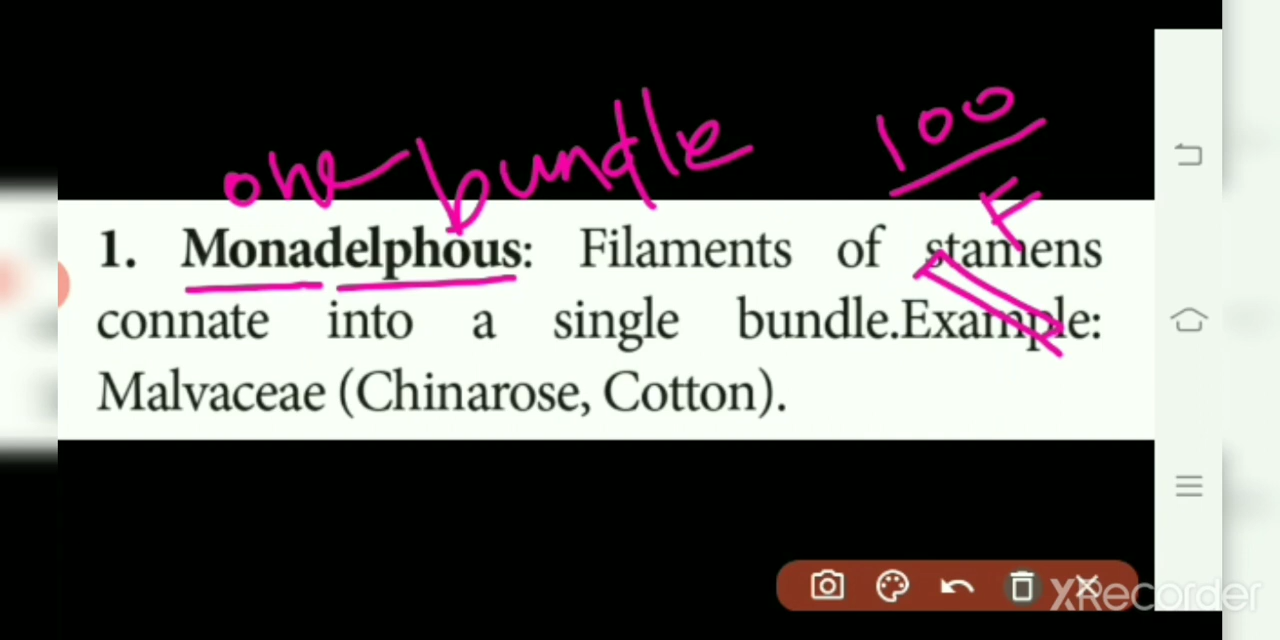 one bundle 100
F
1. Monadelphous: Filaments of stamens
connate into a single bundle.Example:
Malvaceae (Chinarose, Cotton).
XRecorder